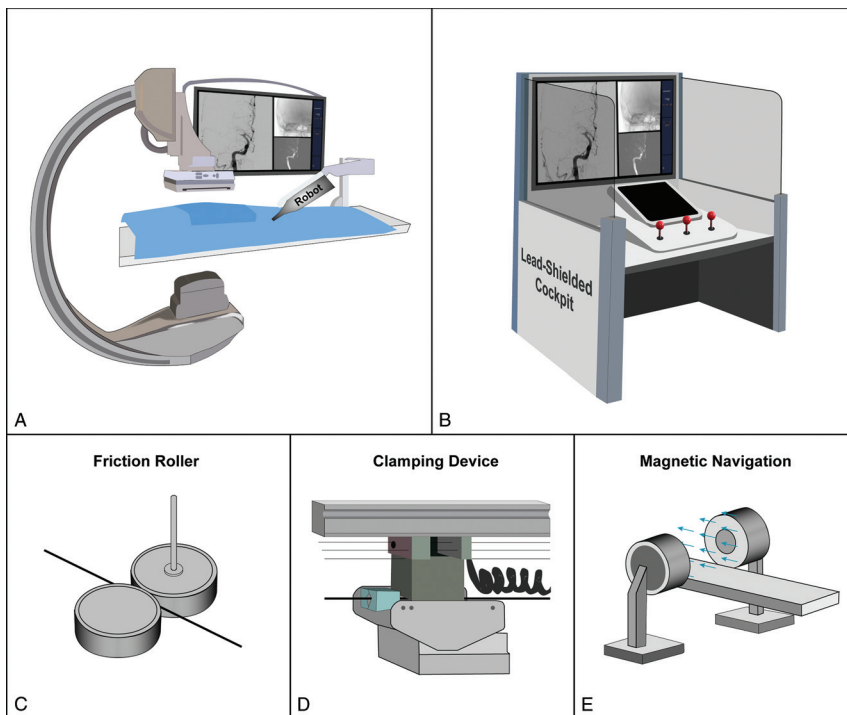 Robot
A
Lead-Shielded
Cockpit
B
Friction Roller
C
Clamping Device
D
Magnetic Navigation
E